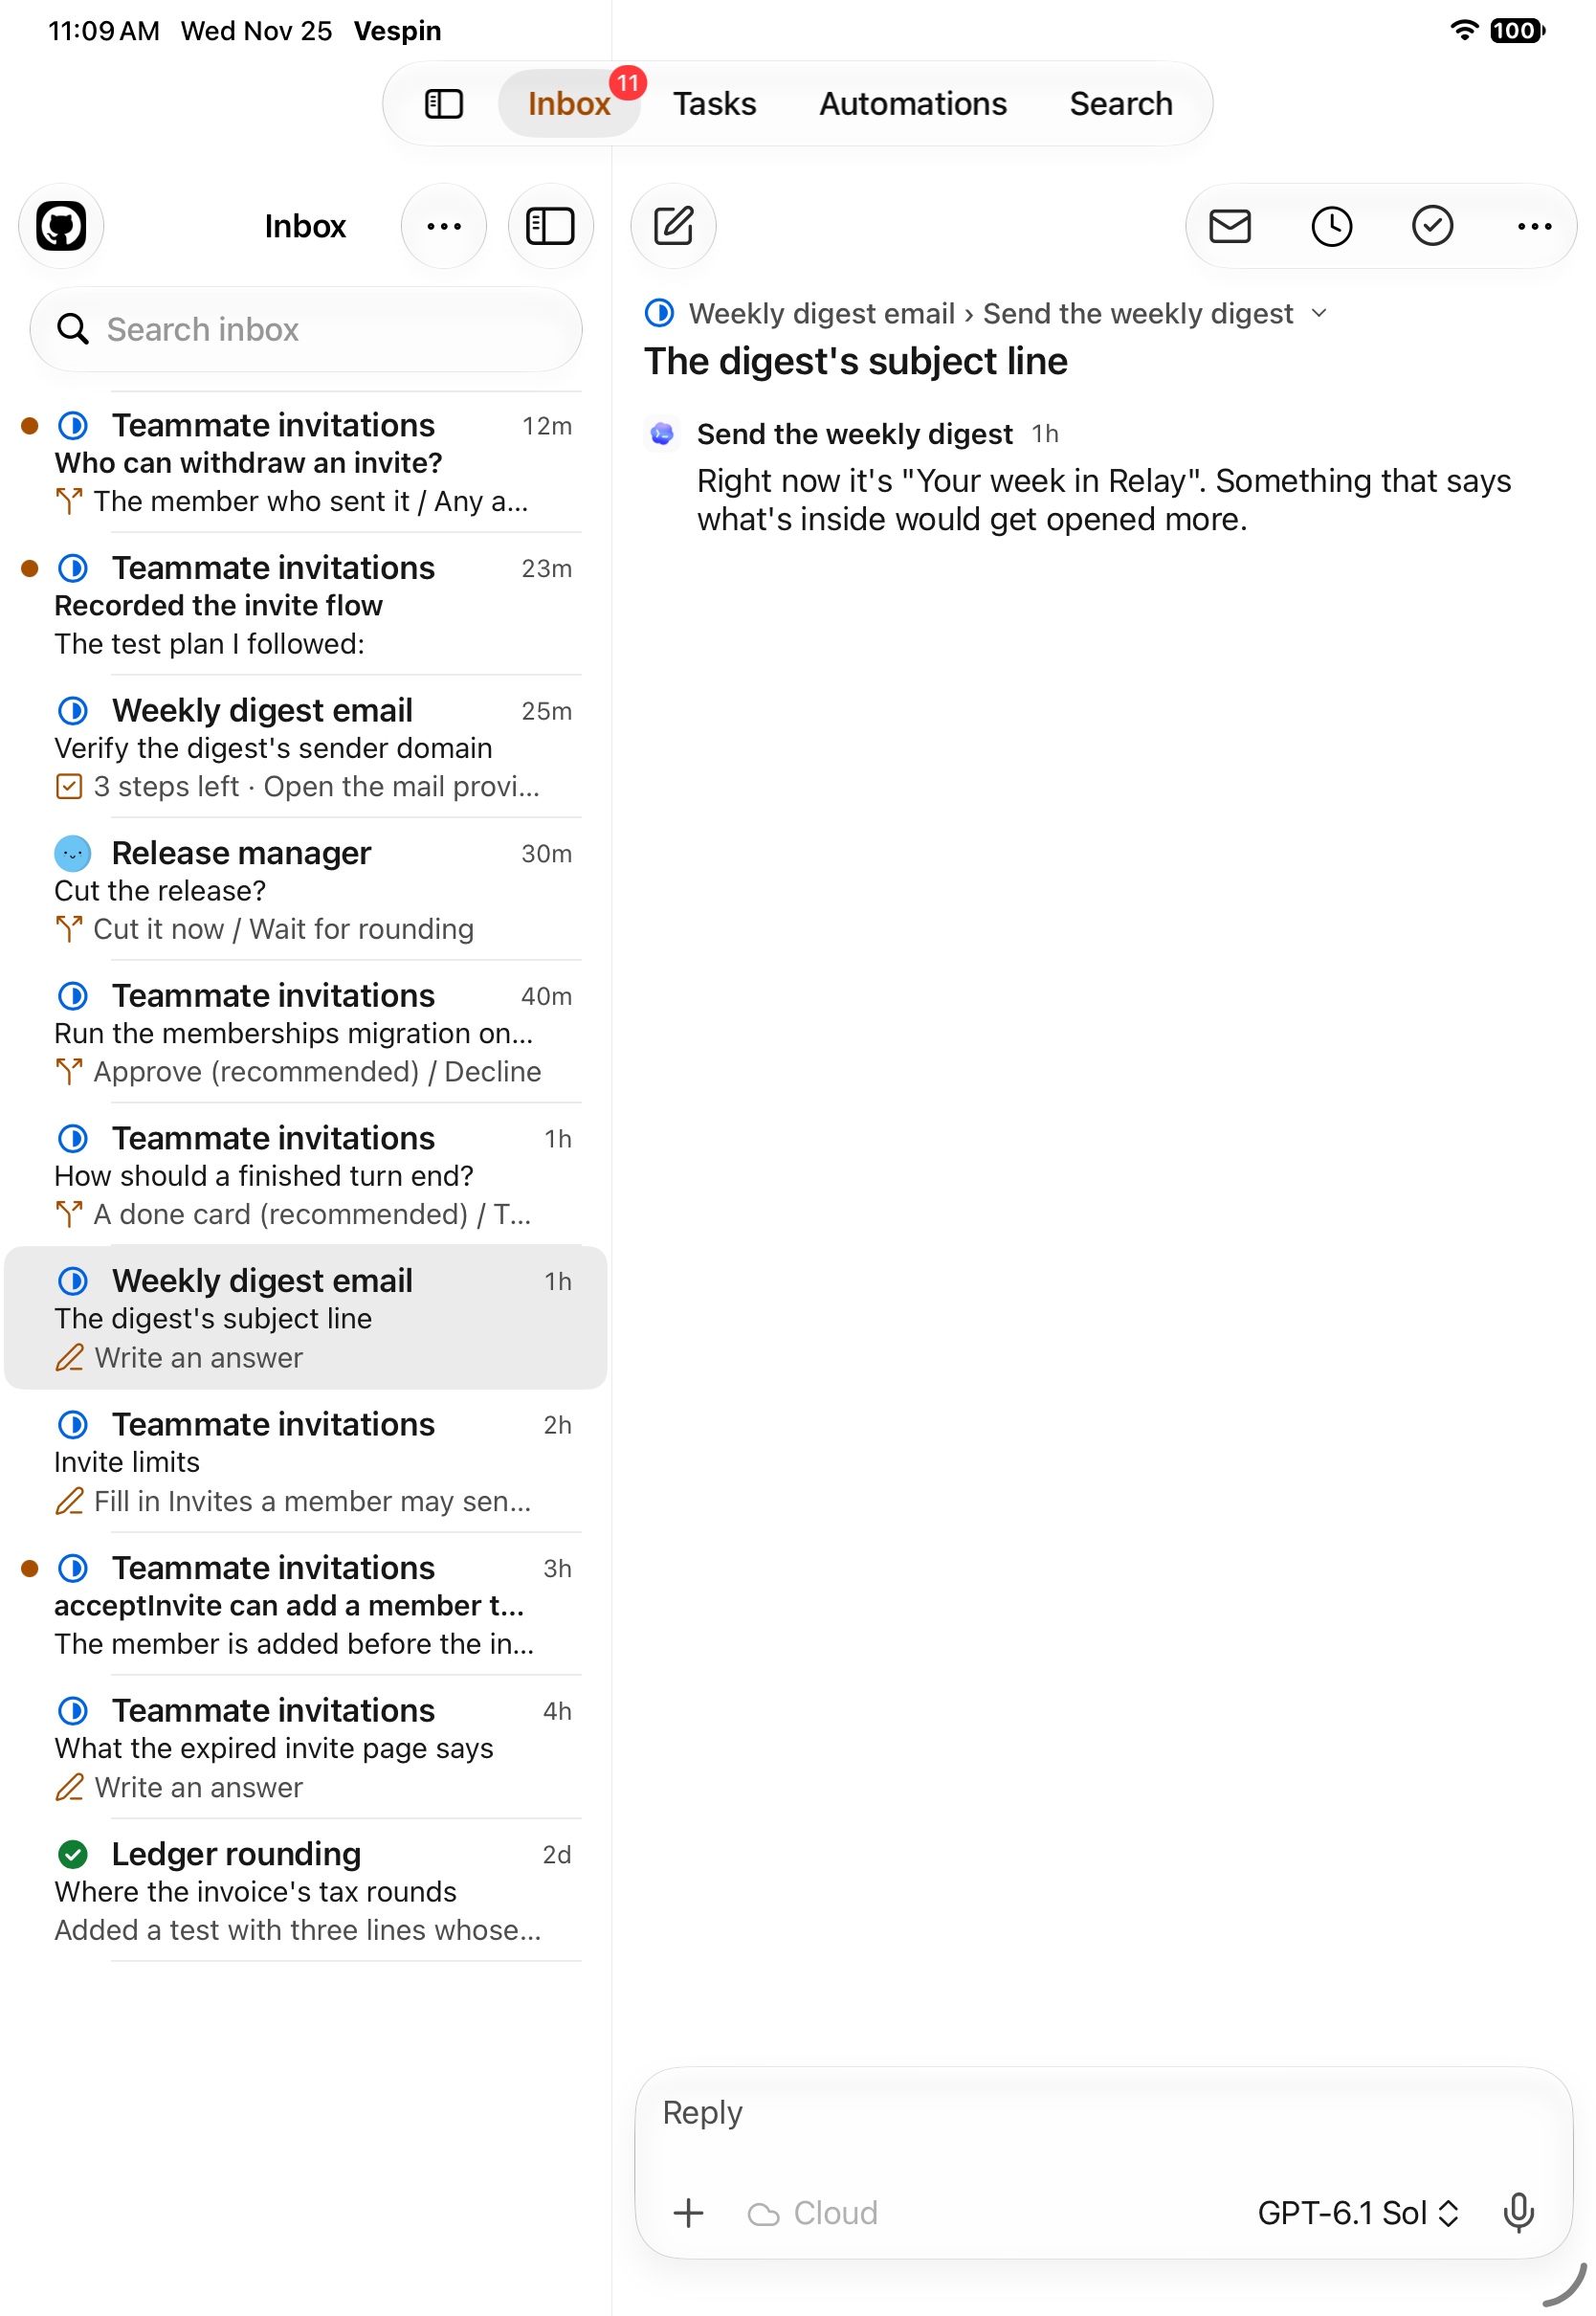 11:09 AM Wed Nov 25 Vespin
100
Inbox 11 Tasks Automations Search
Inbox
Search inbox
Teammate invitations 12m
Who can withdraw an invite?
The member who sent it / Any a...
Teammate invitations 23m
Recorded the invite flow
The test plan I followed:
Weekly digest email 25m
Verify the digest's sender domain
3 steps left · Open the mail provi...
Release manager 30m
Cut the release?
Cut it now / Wait for rounding
Teammate invitations 40m
Run the memberships migration on...
Approve (recommended) / Decline
Teammate invitations 1h
How should a finished turn end?
A done card (recommended) / T...
Weekly digest email 1h
The digest's subject line
Write an answer
Teammate invitations 2h
Invite limits
Fill in Invites a member may sen...
Teammate invitations 3h
acceptInvite can add a member t...
The member is added before the in...
Teammate invitations 4h
What the expired invite page says
Write an answer
Ledger rounding 2d
Where the invoice's tax rounds
Added a test with three lines whose...
Weekly digest email › Send the weekly digest
The digest's subject line
Send the weekly digest 1h
Right now it's "Your week in Relay". Something that says
what's inside would get opened more.
Reply
Cloud
GPT-6.1 Sol